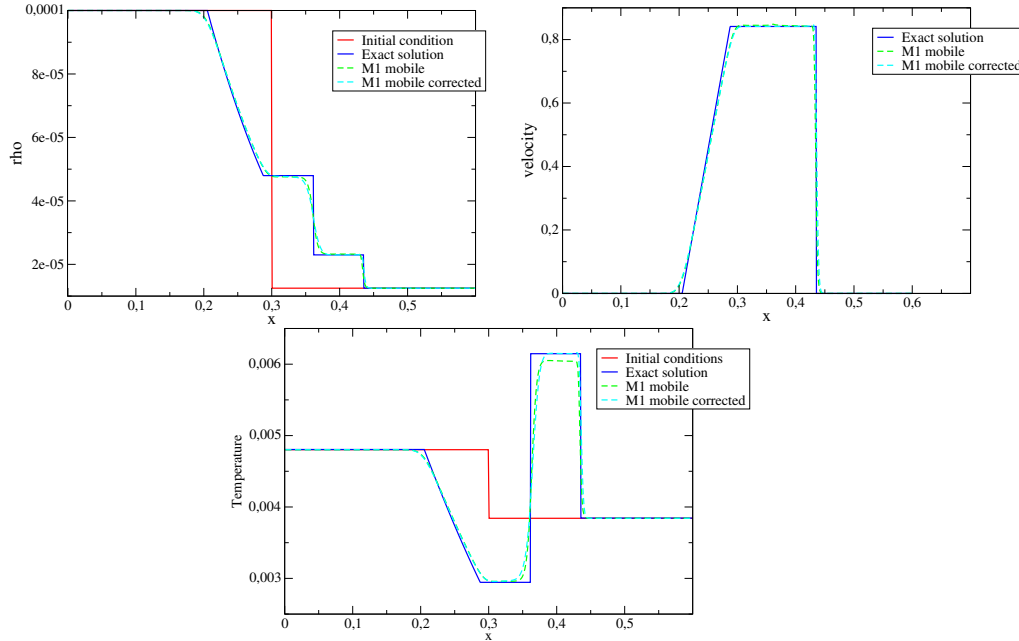 0,0001
8e-05
6e-05
4e-05
2e-05
rho
0
0,1
0,2
0,3
0,4
0,5
x
Initial condition
Exact solution
M1 mobile
M1 mobile corrected
0,8
0,6
0,4
0,2
0
velocity
0
0,1
0,2
0,3
0,4
0,5
0,6
x
Exact solution
M1 mobile
M1 mobile corrected
0,006
0,005
0,004
0,003
Temperature
0
0,1
0,2
0,3
0,4
0,5
x
Initial conditions
Exact solution
M1 mobile
M1 mobile corrected